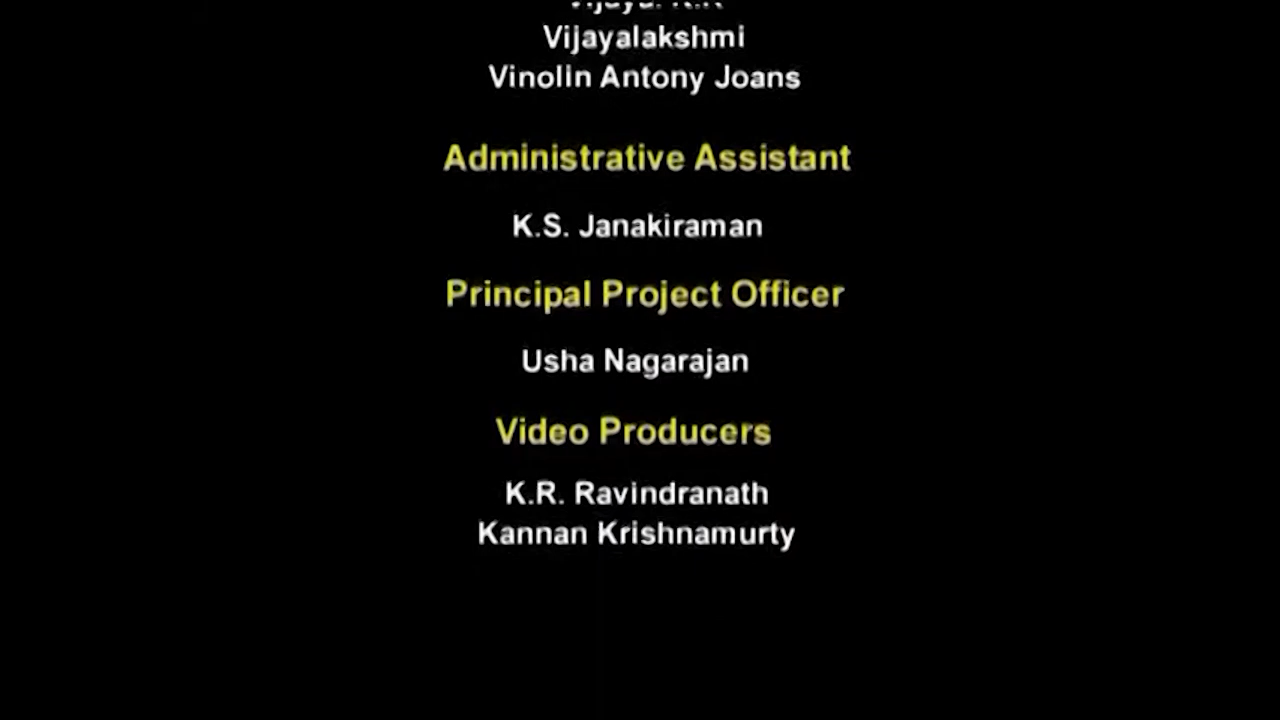 Vijayalakshmi
Vinolin Antony Joans
Administrative Assistant
K.S. Janakiraman
Principal Project Officer
Usha Nagarajan
Video Producers
K.R. Ravindranath
Kannan Krishnamurty